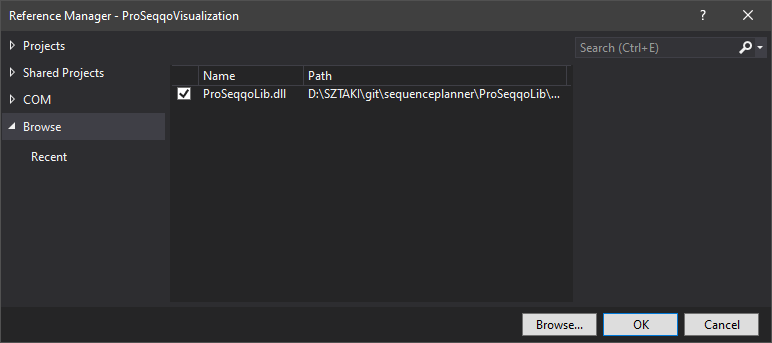 Reference Manager - ProSeqqoVisualization
Projects
Shared Projects
COM
Browse
Recent
Name Path
ProSeqqoLib.dll D:\SZTAKI\git\sequenceplanner\ProSeqqoLib\...
Search (Ctrl+E)
Browse... OK Cancel